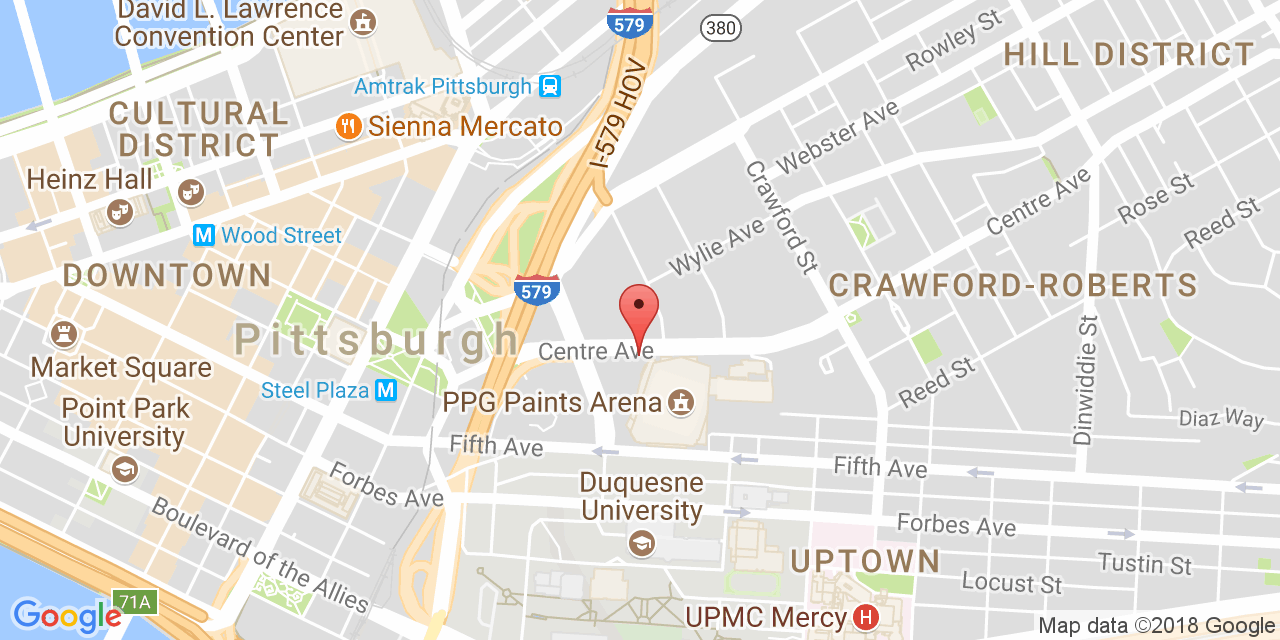 David L. Lawrence
Convention Center
579
380
Rowley St
HILL DISTRICT
Amtrak Pittsburgh
I-579 HOV
CULTURAL
DISTRICT
Sienna Mercato
Webster Ave
Heinz Hall
Crawford St
Centre Ave
Rose St
Reed St
M Wood Street
Wylie Ave
DOWNTOWN
579
CRAWFORD-ROBERTS
Pittsburgh
Centre Ave
Market Square
Steel Plaza M
Reed St
Dinwiddie St
PPG Paints Arena
Point Park
University
Diaz Way
Fifth Ave
Fifth Ave
Forbes Ave
Duquesne
University
Boulevard of the Allies
Forbes Ave
UPTOWN
Tustin St
Locust St
71A
Google
UPMC Mercy H
Map data ©2018 Google